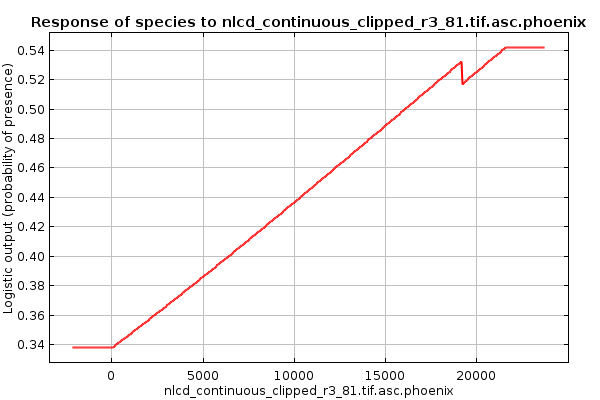 Response of species to nlcd_continuous_clipped_r3_81.tif.asc.phoenix
Logistic output (probability of presence)
0.54
0.52
0.50
0.48
0.46
0.44
0.42
0.40
0.38
0.36
0.34
0 5000 10000 15000 20000
nlcd_continuous_clipped_r3_81.tif.asc.phoenix